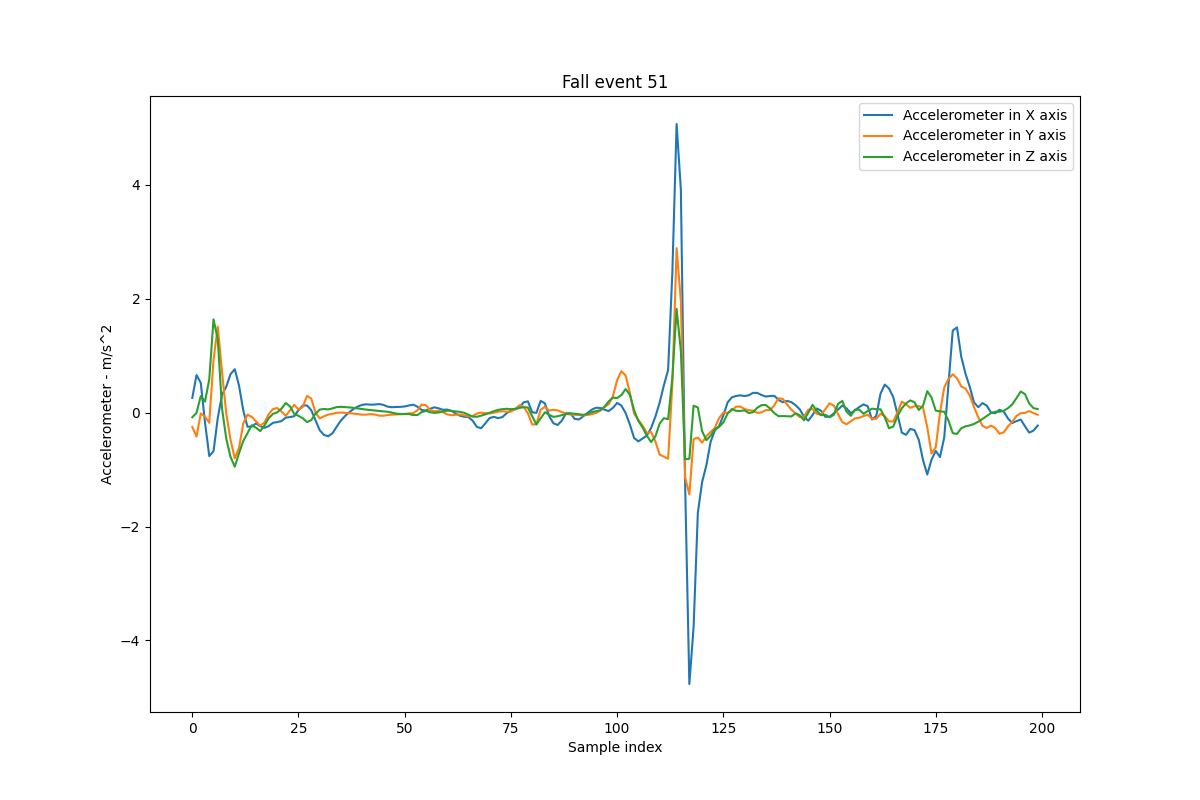 Fall event 51
Accelerometer in X axis
Accelerometer in Y axis
Accelerometer in Z axis
Accelerometer - m/s^2
4
2
0
−2
−4
0 25 50 75 100 125 150 175 200
Sample index